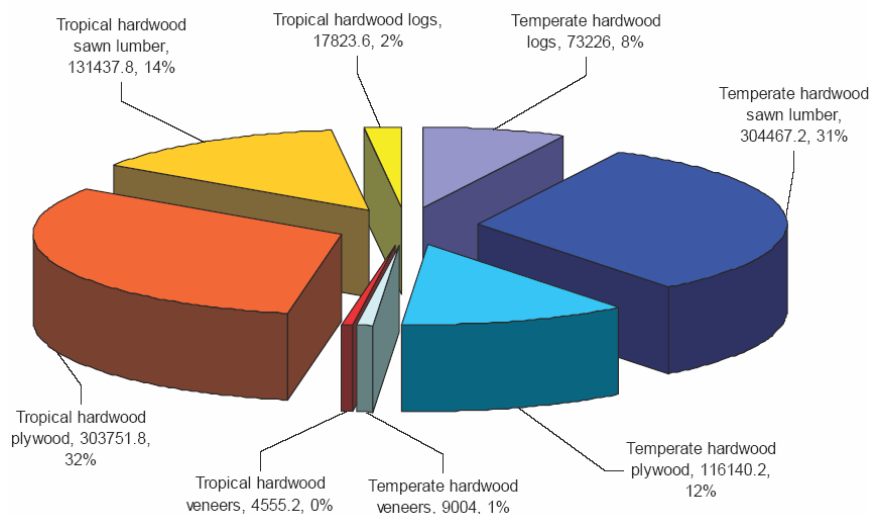 Tropical hardwood
sawn lumber,
131437.8, 14%
Tropical hardwood logs,
17823.6, 2%
Temperate hardwood
logs, 73226, 8%
Temperate hardwood
sawn lumber,
304467.2, 31%
Tropical hardwood
plywood, 303751.8,
32%
Tropical hardwood
veneers, 4555.2, 0%
Temperate hardwood
veneers, 9004, 1%
Temperate hardwood
plywood, 116140.2,
12%